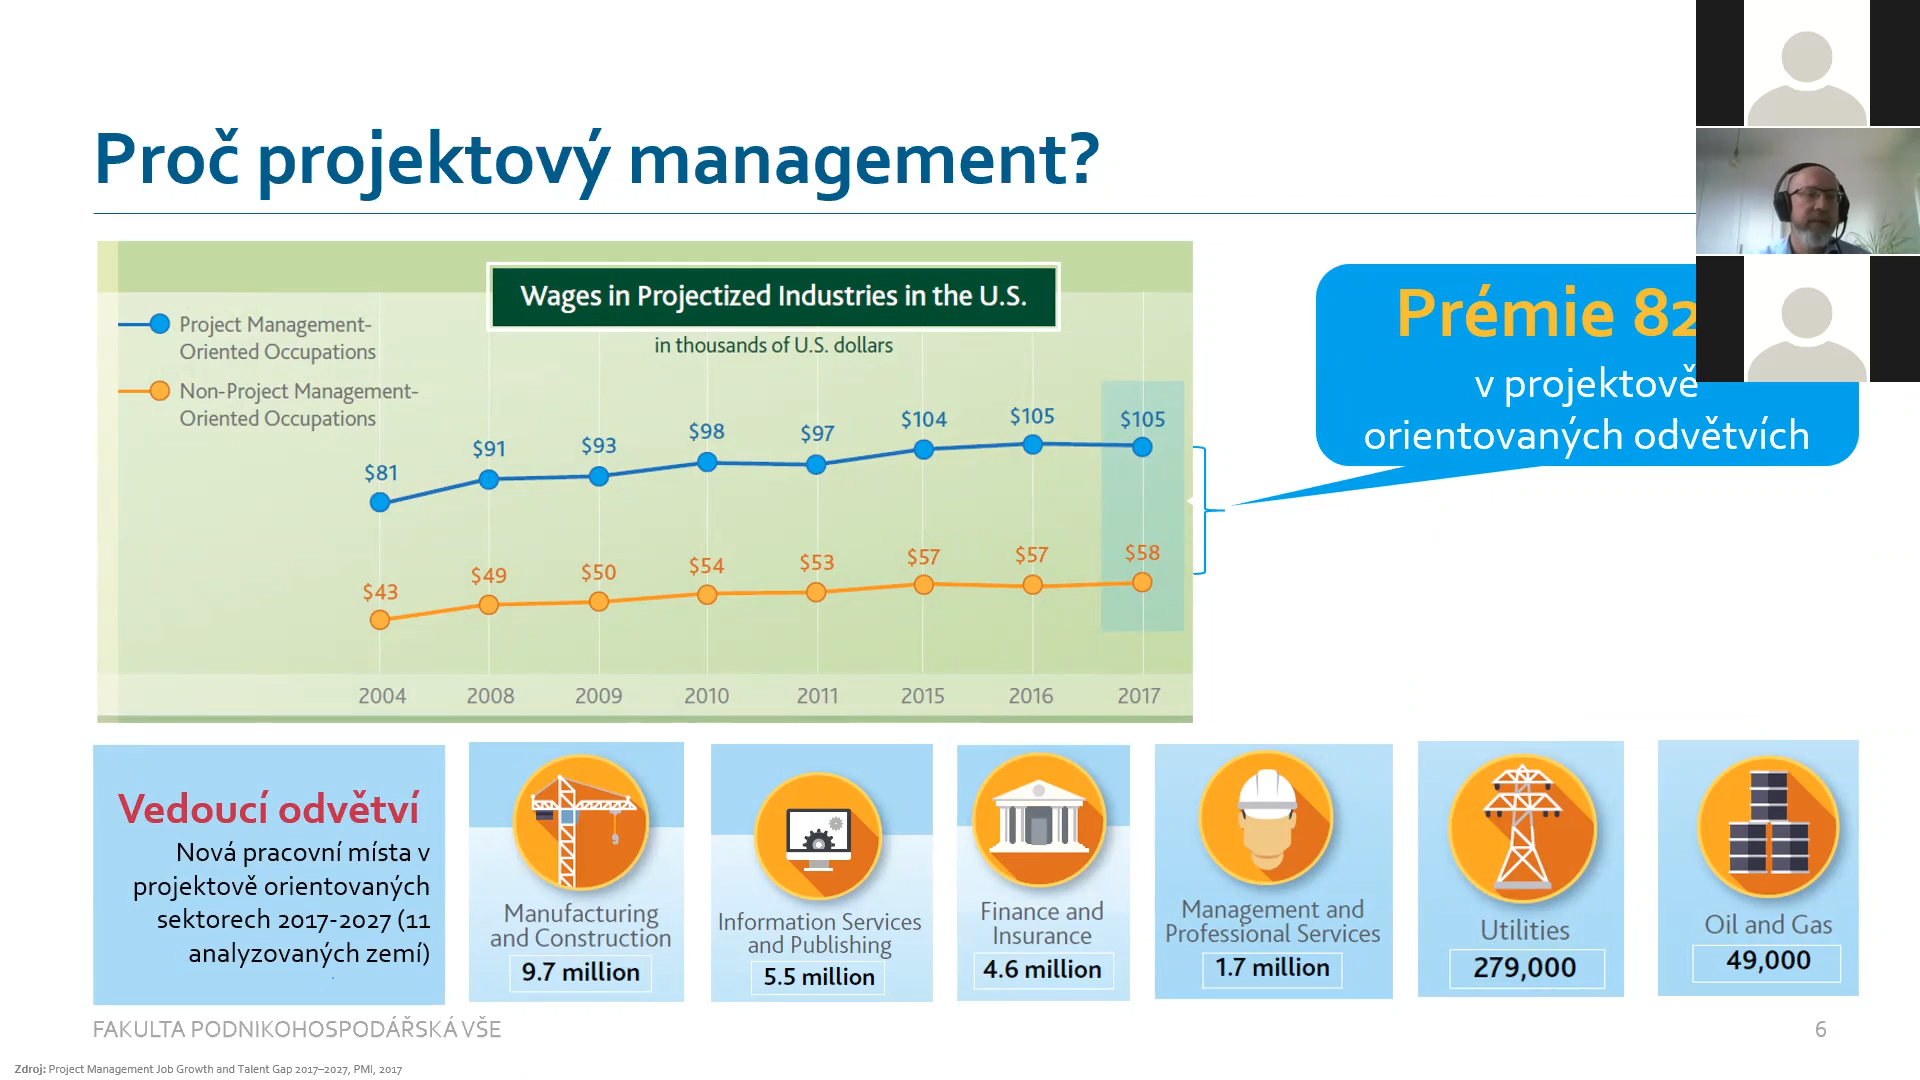 Proč projektový management?
Wages in Projectized Industries in the U.S.
in thousands of U.S. dollars
Project Management-
Oriented Occupations
Non-Project Management-
Oriented Occupations
$81
$91
$93
$98
$97
$104
$105
$105
$43
$49
$50
$54
$53
$57
$57
$58
2004
2008
2009
2010
2011
2015
2016
2017
Prémie 82
v projektově
orientovaných odvětvích
Vedoucí odvětví
Nová pracovní místa v
projektově orientovaných
sektorech 2017-2027 (11
analyzovaných zemí)
Manufacturing
and Construction
9.7 million
Information Services
and Publishing
5.5 million
Finance and
Insurance
4.6 million
Management and
Professional Services
1.7 million
Utilities
279,000
Oil and Gas
49,000
FAKULTA PODNIKOHOSPODÁŘSKÁ VŠE
6
Zdroj: Project Management Job Growth and Talent Gap 2017–2027, PMI, 2017